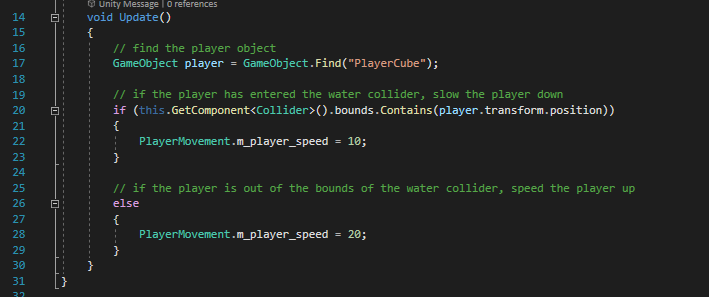 Unity Message | 0 references
14 void Update()
15 {
16 // find the player object
17 GameObject player = GameObject.Find("PlayerCube");
18
19 // if the player has entered the water collider, slow the player down
20 if (this.GetComponent<Collider>().bounds.Contains(player.transform.position))
21 {
22 PlayerMovement.m_player_speed = 10;
23 }
24
25 // if the player is out of the bounds of the water collider, speed the player up
26 else
27 {
28 PlayerMovement.m_player_speed = 20;
29 }
30 }
31 }
32